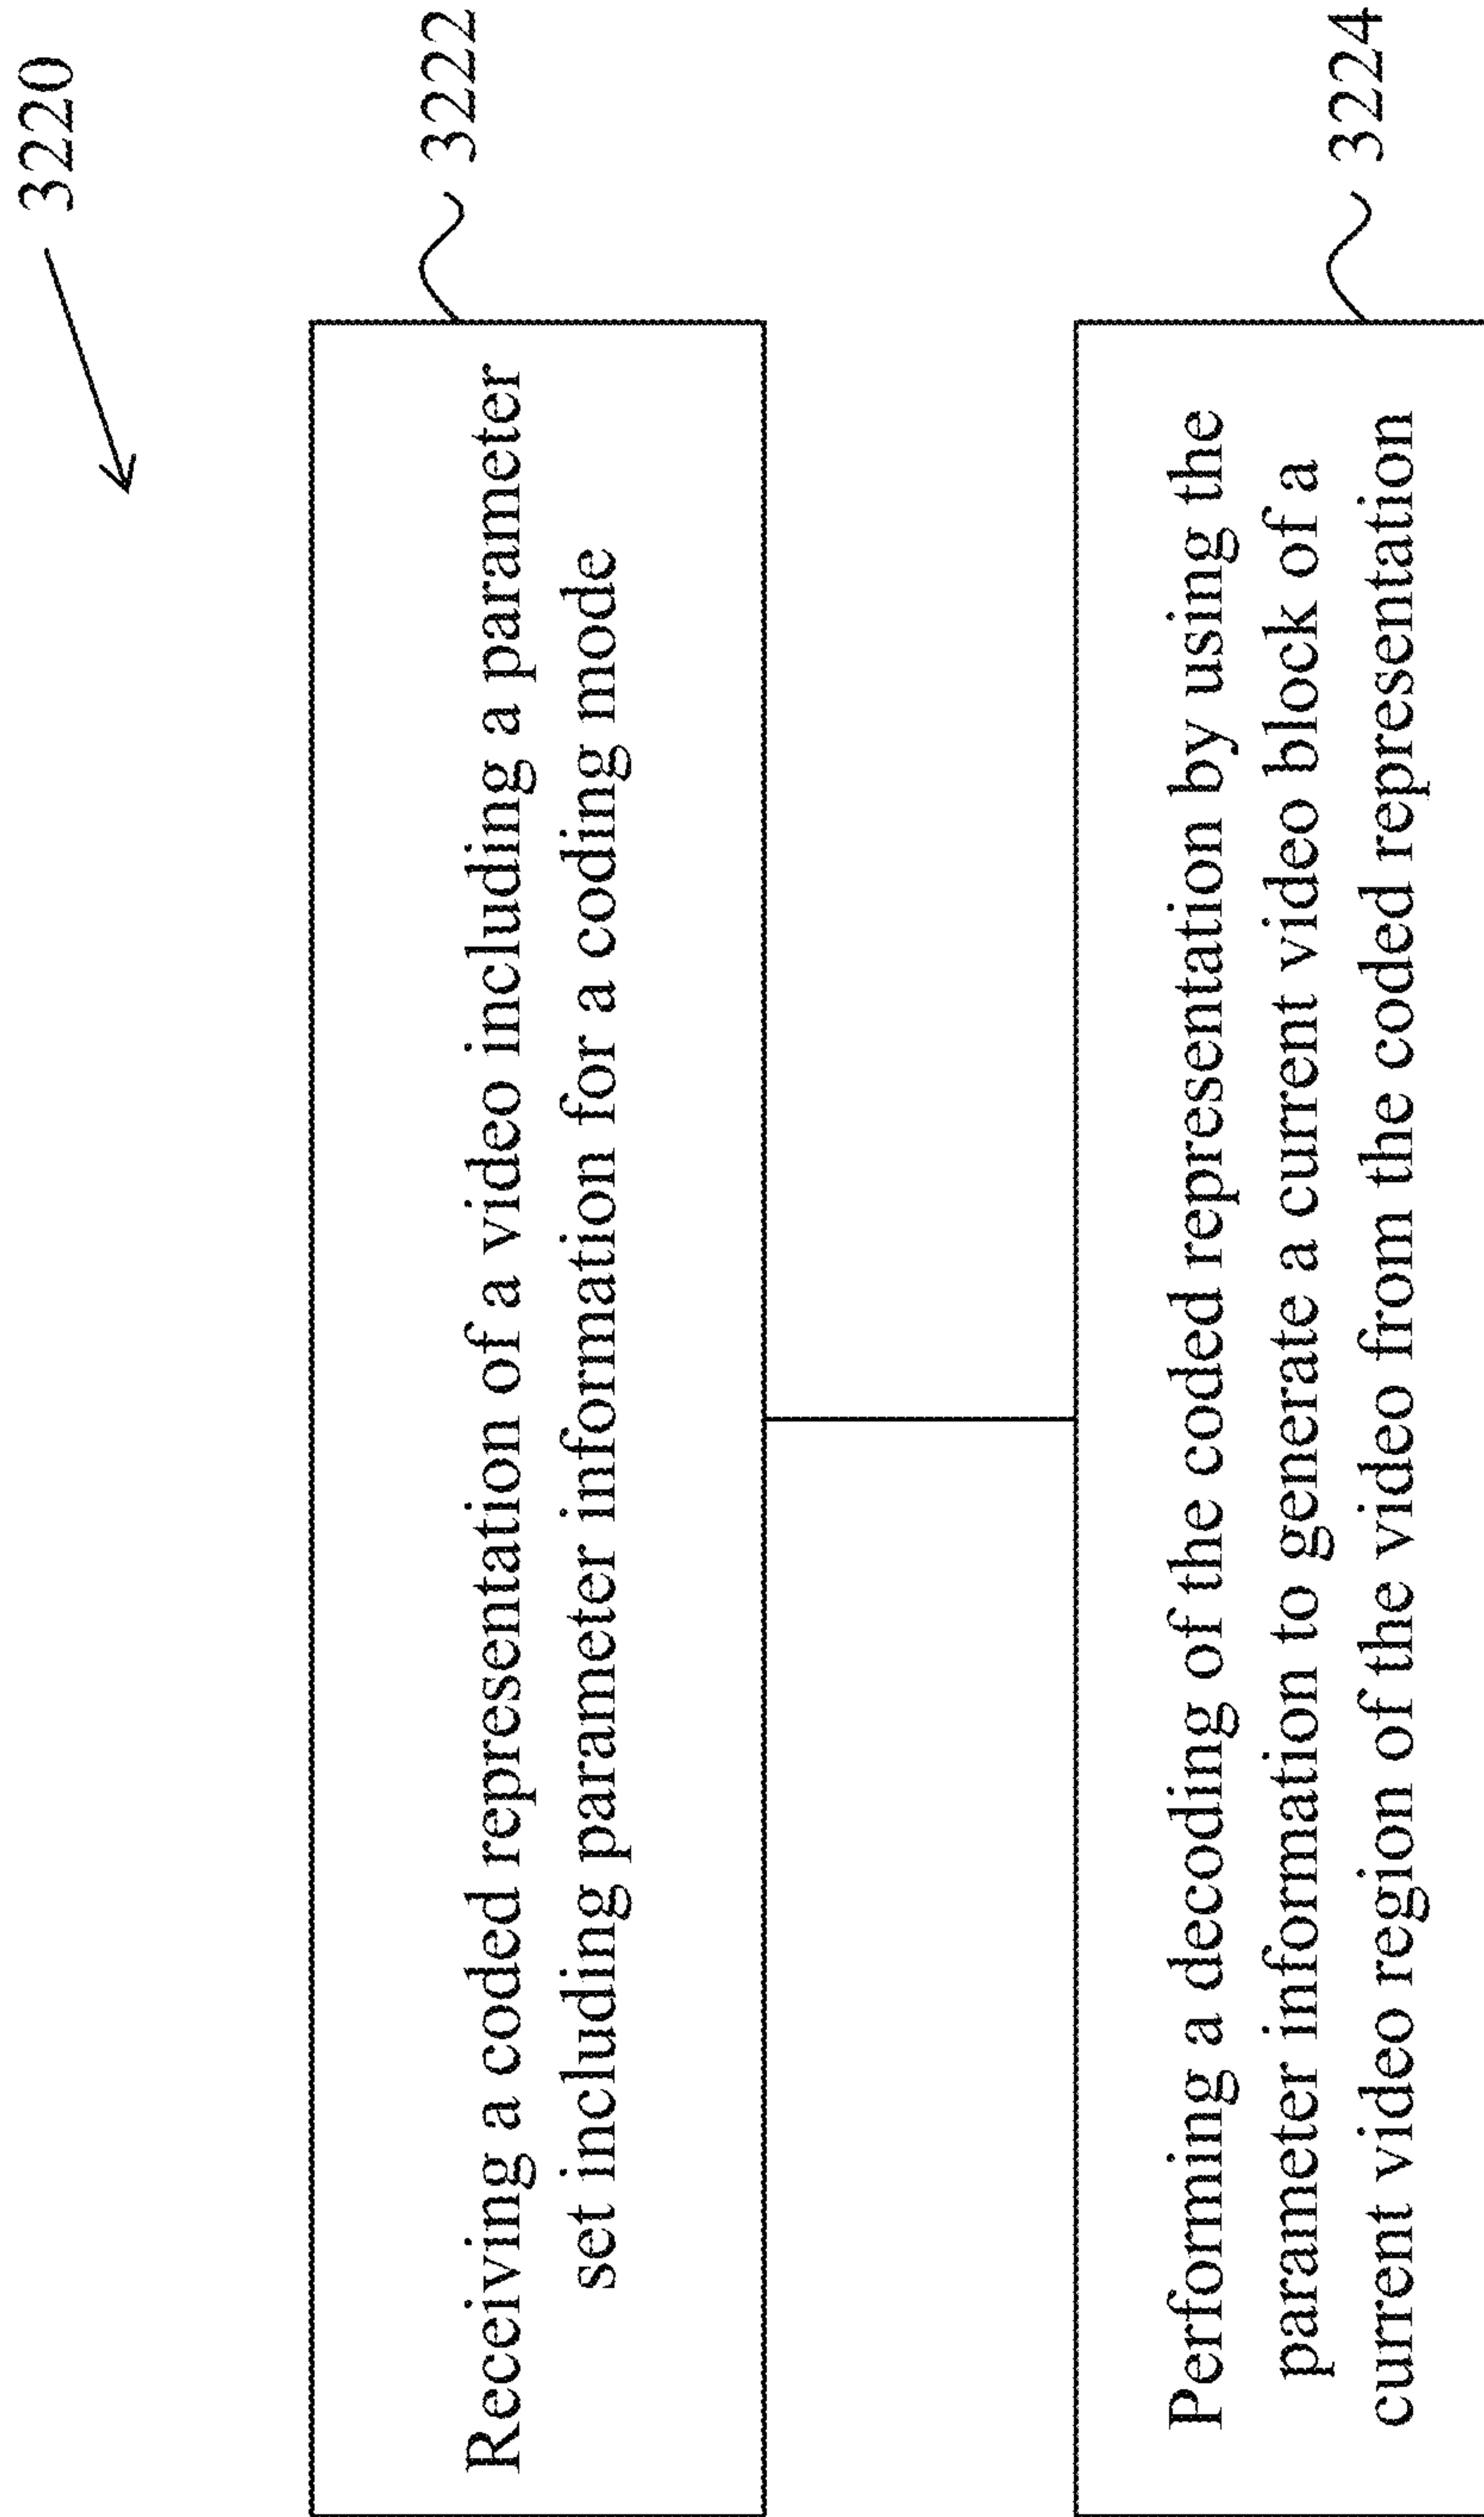 3220
3222
Receiving a coded representation of a video including a parameter
set including parameter information for a coding mode
3224
Performing a decoding of the coded representation by using the
parameter information to generate a current video block of a
current video region of the video from the coded representation